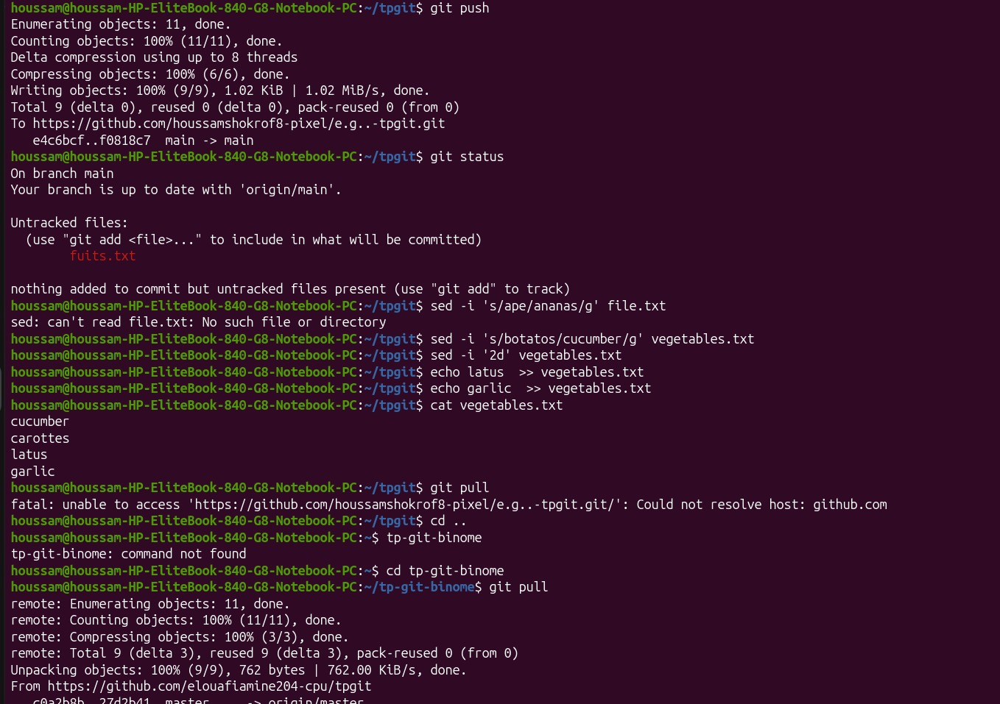 houssam@houssam-HP-EliteBook-840-G8-Notebook-PC:~/tpgit$ git push
Enumerating objects: 11, done.
Counting objects: 100% (11/11), done.
Delta compression using up to 8 threads
Compressing objects: 100% (6/6), done.
Writing objects: 100% (9/9), 1.02 KiB | 1.02 MiB/s, done.
Total 9 (delta 0), reused 0 (delta 0), pack-reused 0 (from 0)
To https://github.com/houssamshokrof8-pixel/e.g..-tpgit.git
   e4c6bcf..f0818c7  main -> main
houssam@houssam-HP-EliteBook-840-G8-Notebook-PC:~/tpgit$ git status
On branch main
Your branch is up to date with 'origin/main'.

Untracked files:
  (use "git add <file>..." to include in what will be committed)
        fuits.txt

nothing added to commit but untracked files present (use "git add" to track)
houssam@houssam-HP-EliteBook-840-G8-Notebook-PC:~/tpgit$ sed -i 's/ape/ananas/g' file.txt
sed: can't read file.txt: No such file or directory
houssam@houssam-HP-EliteBook-840-G8-Notebook-PC:~/tpgit$ sed -i 's/botatos/cucumber/g' vegetables.txt
houssam@houssam-HP-EliteBook-840-G8-Notebook-PC:~/tpgit$ sed -i '2d' vegetables.txt
houssam@houssam-HP-EliteBook-840-G8-Notebook-PC:~/tpgit$ echo latus  >> vegetables.txt
houssam@houssam-HP-EliteBook-840-G8-Notebook-PC:~/tpgit$ echo garlic  >> vegetables.txt
houssam@houssam-HP-EliteBook-840-G8-Notebook-PC:~/tpgit$ cat vegetables.txt
cucumber
carottes
latus
garlic
houssam@houssam-HP-EliteBook-840-G8-Notebook-PC:~/tpgit$ git pull
fatal: unable to access 'https://github.com/houssamshokrof8-pixel/e.g..-tpgit.git/': Could not resolve host: github.com
houssam@houssam-HP-EliteBook-840-G8-Notebook-PC:~/tpgit$ cd ..
houssam@houssam-HP-EliteBook-840-G8-Notebook-PC:~$ tp-git-binome
tp-git-binome: command not found
houssam@houssam-HP-EliteBook-840-G8-Notebook-PC:~$ cd tp-git-binome
houssam@houssam-HP-EliteBook-840-G8-Notebook-PC:~/tp-git-binome$ git pull
remote: Enumerating objects: 11, done.
remote: Counting objects: 100% (11/11), done.
remote: Compressing objects: 100% (3/3), done.
remote: Total 9 (delta 3), reused 9 (delta 3), pack-reused 0 (from 0)
Unpacking objects: 100% (9/9), 762 bytes | 762.00 KiB/s, done.
From https://github.com/elouafiamine204-cpu/tpgit
   c0a2b8b..27d2b41  master     -> origin/master